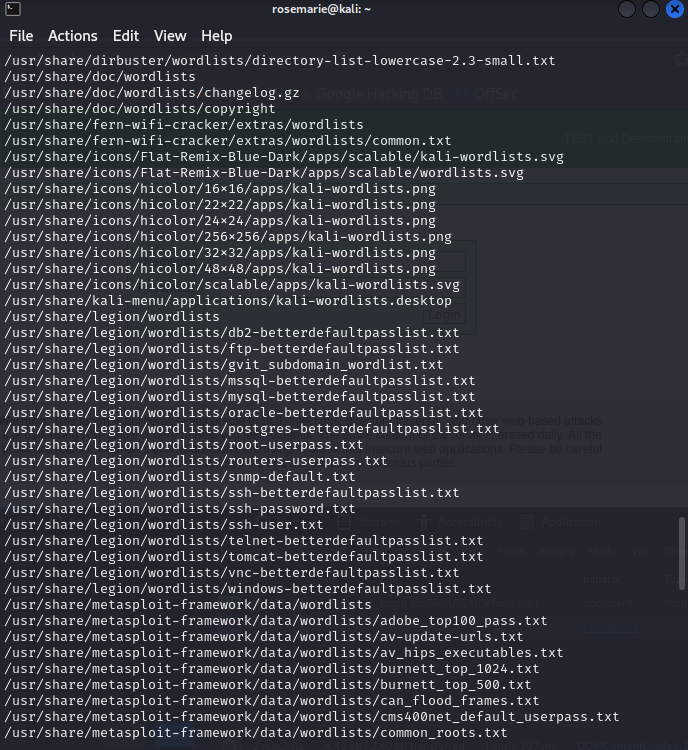 rosemarie@kali: ~
File Actions Edit View Help
/usr/share/dirbuster/wordlists/directory-list-lowercase-2.3-small.txt
/usr/share/doc/wordlists
/usr/share/doc/wordlists/changelog.gz
/usr/share/doc/wordlists/copyright
/usr/share/fern-wifi-cracker/extras/wordlists
/usr/share/fern-wifi-cracker/extras/wordlists/common.txt
/usr/share/icons/Flat-Remix-Blue-Dark/apps/scalable/kali-wordlists.svg
/usr/share/icons/Flat-Remix-Blue-Dark/apps/scalable/wordlists.svg
/usr/share/icons/hicolor/16×16/apps/kali-wordlists.png
/usr/share/icons/hicolor/22×22/apps/kali-wordlists.png
/usr/share/icons/hicolor/24×24/apps/kali-wordlists.png
/usr/share/icons/hicolor/256×256/apps/kali-wordlists.png
/usr/share/icons/hicolor/32×32/apps/kali-wordlists.png
/usr/share/icons/hicolor/48×48/apps/kali-wordlists.png
/usr/share/icons/hicolor/scalable/apps/kali-wordlists.svg
/usr/share/kali-menu/applications/kali-wordlists.desktop
/usr/share/legion/wordlists
/usr/share/legion/wordlists/db2-betterdefaultpasslist.txt
/usr/share/legion/wordlists/ftp-betterdefaultpasslist.txt
/usr/share/legion/wordlists/gvit_subdomain_wordlist.txt
/usr/share/legion/wordlists/mssql-betterdefaultpasslist.txt
/usr/share/legion/wordlists/mysql-betterdefaultpasslist.txt
/usr/share/legion/wordlists/oracle-betterdefaultpasslist.txt
/usr/share/legion/wordlists/postgres-betterdefaultpasslist.txt
/usr/share/legion/wordlists/root-userpass.txt
/usr/share/legion/wordlists/routers-userpass.txt
/usr/share/legion/wordlists/snmp-default.txt
/usr/share/legion/wordlists/ssh-betterdefaultpasslist.txt
/usr/share/legion/wordlists/ssh-password.txt
/usr/share/legion/wordlists/ssh-user.txt
/usr/share/legion/wordlists/telnet-betterdefaultpasslist.txt
/usr/share/legion/wordlists/tomcat-betterdefaultpasslist.txt
/usr/share/legion/wordlists/vnc-betterdefaultpasslist.txt
/usr/share/legion/wordlists/windows-betterdefaultpasslist.txt
/usr/share/metasploit-framework/data/wordlists
/usr/share/metasploit-framework/data/wordlists/adobe_top100_pass.txt
/usr/share/metasploit-framework/data/wordlists/av-update-urls.txt
/usr/share/metasploit-framework/data/wordlists/av_hips_executables.txt
/usr/share/metasploit-framework/data/wordlists/burnett_top_1024.txt
/usr/share/metasploit-framework/data/wordlists/burnett_top_500.txt
/usr/share/metasploit-framework/data/wordlists/can_flood_frames.txt
/usr/share/metasploit-framework/data/wordlists/cms400net_default_userpass.txt
/usr/share/metasploit-framework/data/wordlists/common_roots.txt